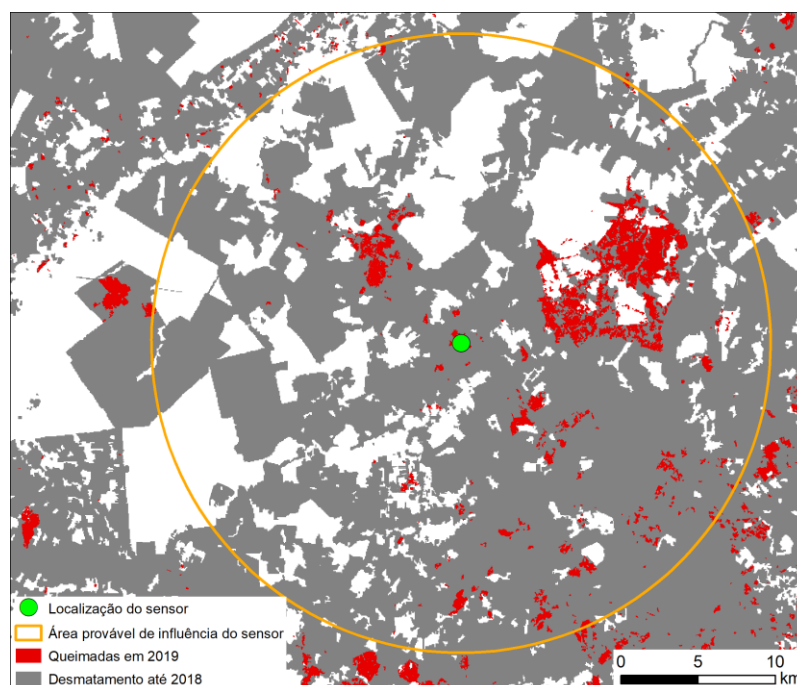 Localização do sensor
Área provável de influência do sensor
Queimadas em 2019
Desmatamento até 2018
0 5 10
km